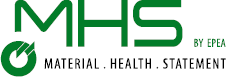 MHS
BY EPEA
MATERIAL . HEALTH . STATEMENT